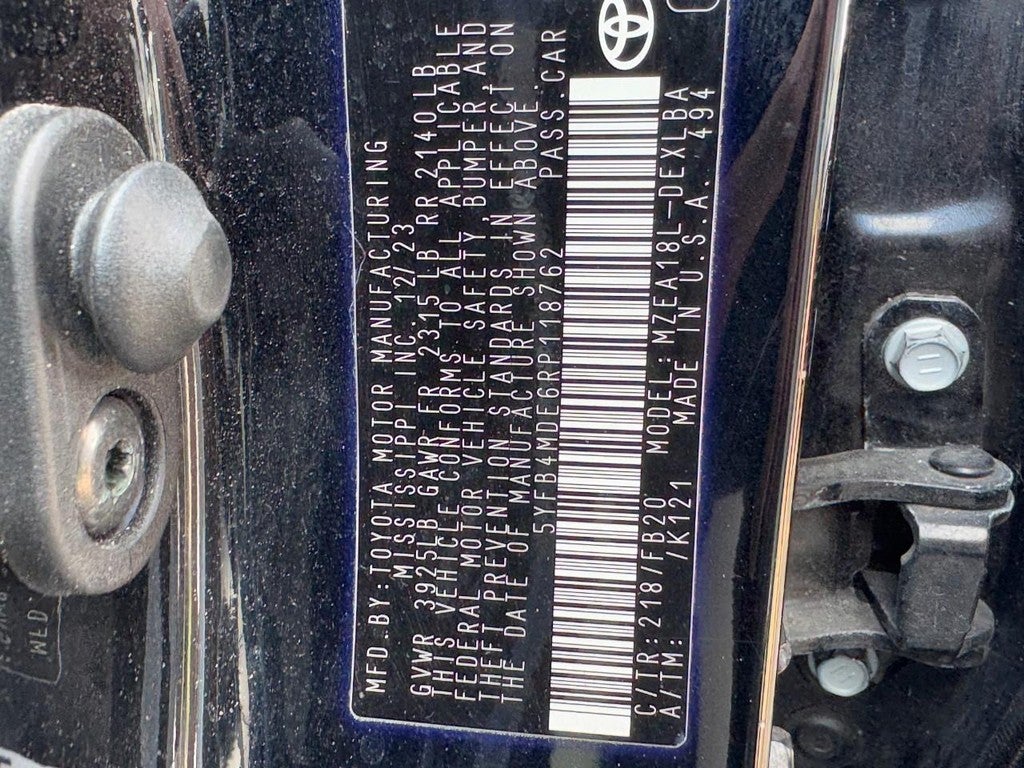 MFD.BY:TOYOTA MOTOR MANUFACTURING
MISSISSIPPI INC. 12/23
GVWR 3925LB GAWR FR 2315LB RR 2140LB
THIS VEHICLE CONFORMS TO ALL APPLICABLE
FEDERAL MOTOR VEHICLE SAFETY, BUMPER, AND
THEFT PREVENTION STANDARDS IN EFFECT ON
THE DATE OF MANUFACTURE SHOWN ABOVE.
5YFB4MDE6RP118762 PASS.CAR
C/TR:218/FB20 MODEL:MZEA18L-DEXLBA
A/TM: /K121 MADE IN U.S.A. 494